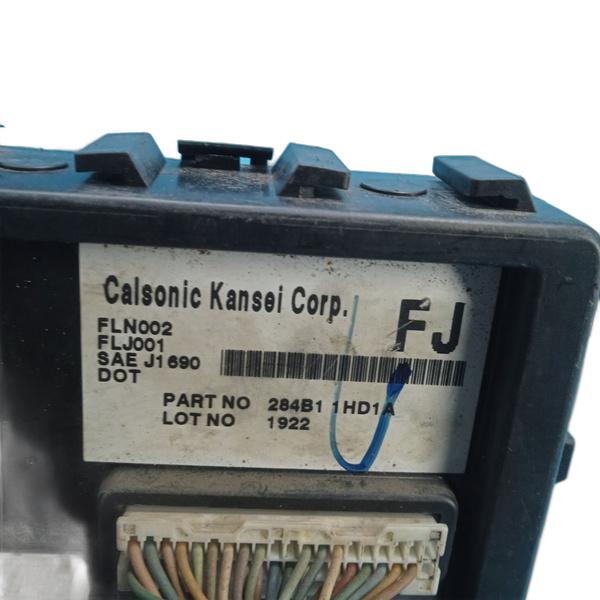 Calsonic Kansei Corp.
FLN002
FLJ001
SAE J1690
DOT
FJ
PART NO 284B1 1HD1A
LOT NO 1922